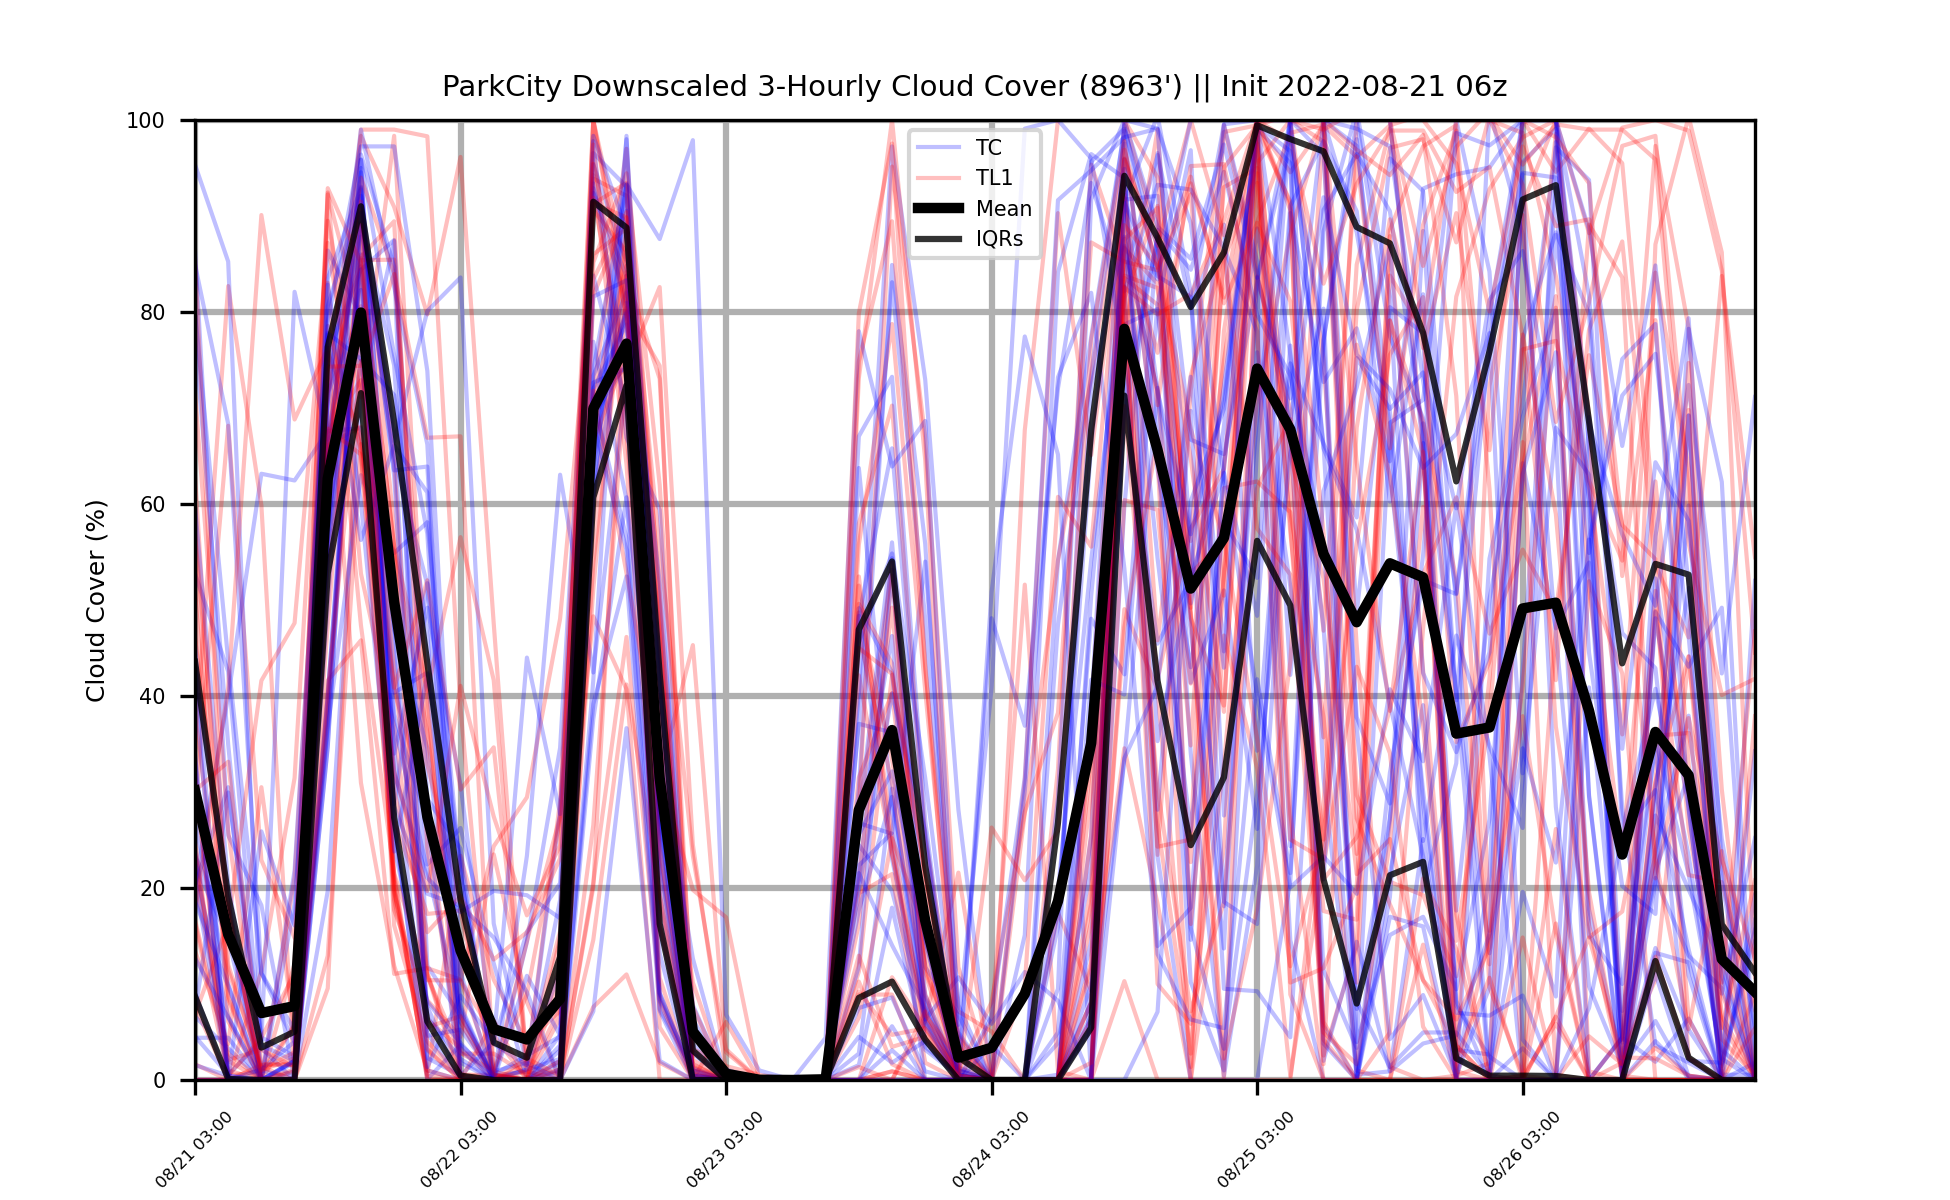 ParkCity Downscaled 3-Hourly Cloud Cover (8963') || Init 2022-08-21 06z
100
80
60
40
20
0
Cloud Cover (%)
TC
TL1
Mean
IQRs
08/21 03:00
08/22 03:00
08/23 03:00
08/24 03:00
08/25 03:00
08/26 03:00